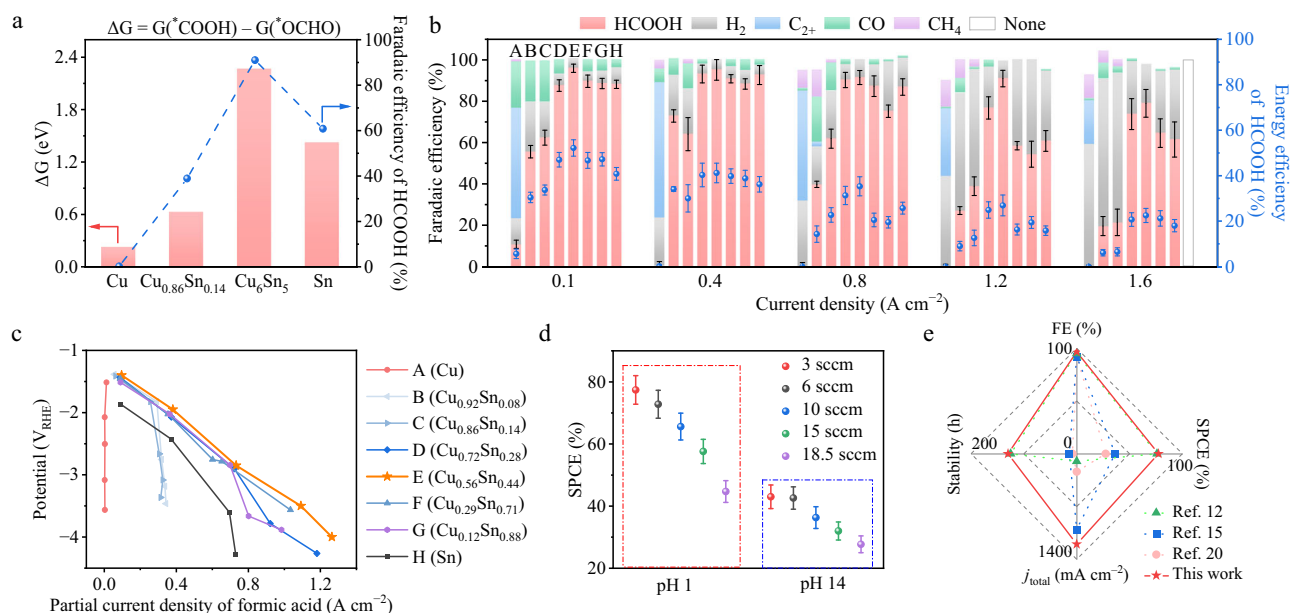 a
ΔG = G(*COOH) – G(*OCHO)
ΔG (eV)
2.4
1.8
1.2
0.6
0.0
100
80
60
40
20
0
Faradaic efficiency of HCOOH (%)
Cu
Cu0.86Sn0.14
Cu6Sn5
Sn
b
HCOOH
H2
C2+
CO
CH4
None
ABCDEFGH
Faradaic efficiency (%)
100
80
60
40
20
0
100
80
60
40
20
0
Energy efficiency
of HCOOH (%)
0.1
0.4
0.8
1.2
1.6
Current density (A cm−2)
c
Potential (VRHE)
−1
−2
−3
−4
0.0
0.4
0.8
1.2
Partial current density of formic acid (A cm−2)
A (Cu)
B (Cu0.92Sn0.08)
C (Cu0.86Sn0.14)
D (Cu0.72Sn0.28)
E (Cu0.56Sn0.44)
F (Cu0.29Sn0.71)
G (Cu0.12Sn0.88)
H (Sn)
d
SPCE (%)
80
60
40
20
3 sccm
6 sccm
10 sccm
15 sccm
18.5 sccm
pH 1
pH 14
e
FE (%)
100
Stability (h)
200
0
SPCE (%)
100
1400
jtotal (mA cm−2)
Ref. 12
Ref. 15
Ref. 20
This work